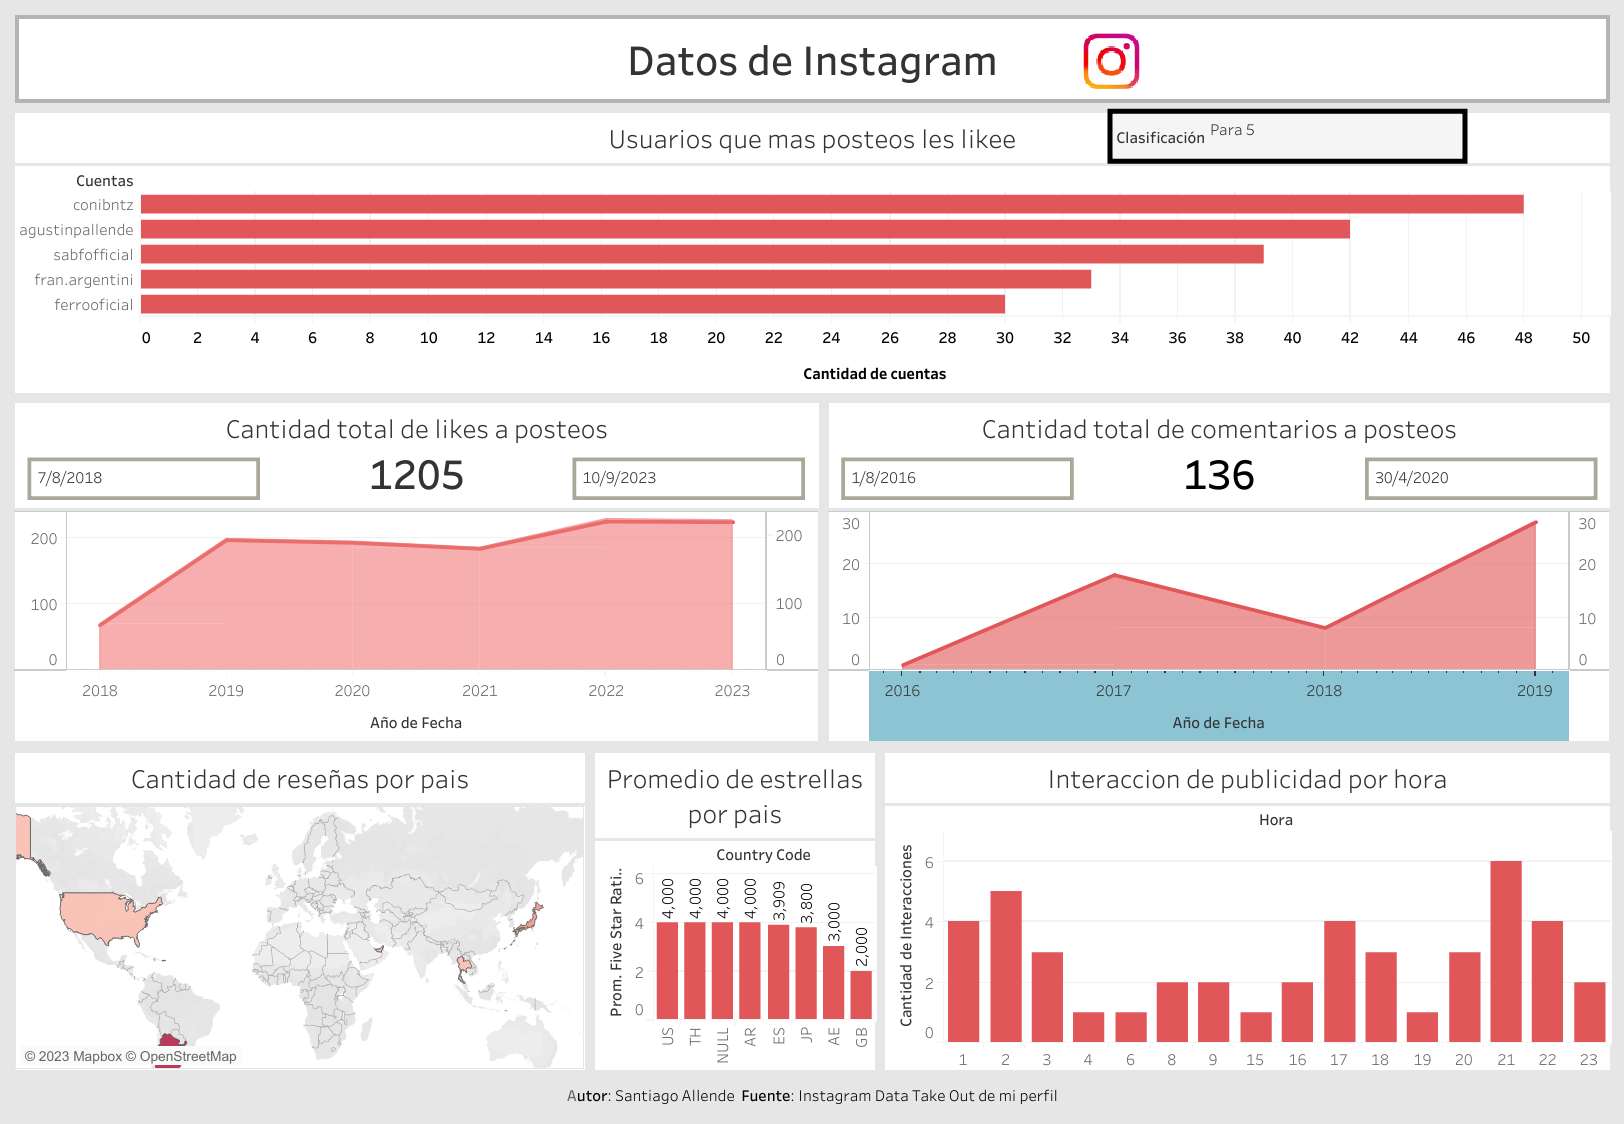 Datos de Instagram
Usuarios que mas posteos les likee
Clasificación Para 5
Cuentas
conibntz
agustinpallende
sabfofficial
fran.argentini
ferrooficial
0 2 4 6 8 10 12 14 16 18 20 22 24 26 28 30 32 34 36 38 40 42 44 46 48 50
Cantidad de cuentas
Cantidad total de likes a posteos
7/8/2018 1205 10/9/2023
200 200
100 100
0 0
2018 2019 2020 2021 2022 2023
Año de Fecha
Cantidad total de comentarios a posteos
1/8/2016 136 30/4/2020
30 30
20 20
10 10
0 0
2016 2017 2018 2019
Año de Fecha
Cantidad de reseñas por pais
© 2023 Mapbox © OpenStreetMap
Promedio de estrellas
por pais
Country Code
Prom. Five Star Rati..
6
4
2
0
4,000 4,000 4,000 4,000 3,909 3,800 3,000 2,000
US TH NULL AR ES JP AE GB
Interaccion de publicidad por hora
Hora
Cantidad de Interacciones
6
4
2
0
1 2 3 4 6 8 9 15 16 17 18 19 20 21 22 23
Autor: Santiago Allende Fuente: Instagram Data Take Out de mi perfil